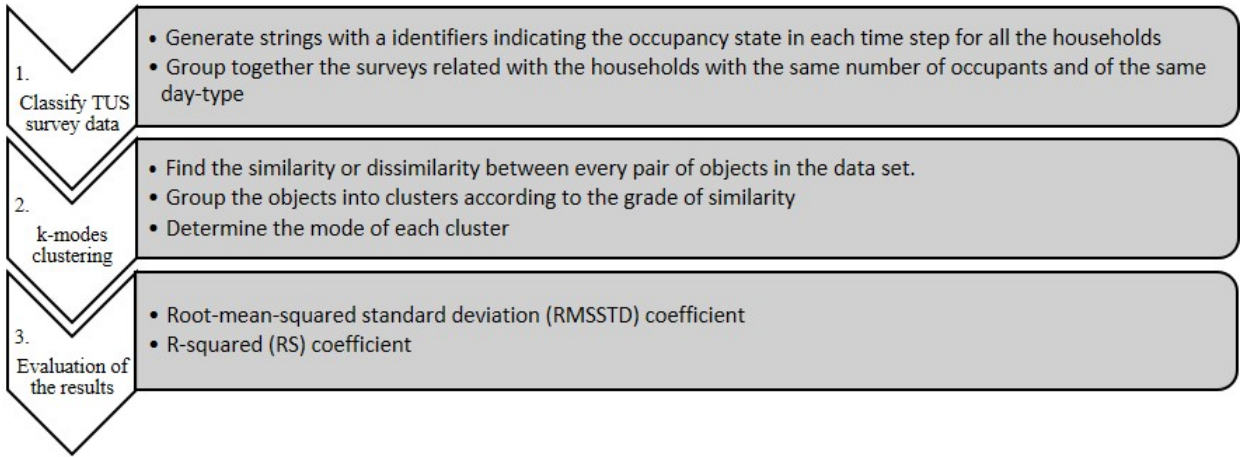 1.
Classify TUS
survey data
• Generate strings with a identifiers indicating the occupancy state in each time step for all the households
• Group together the surveys related with the households with the same number of occupants and of the same
day-type
2.
k-modes
clustering
• Find the similarity or dissimilarity between every pair of objects in the data set.
• Group the objects into clusters according to the grade of similarity
• Determine the mode of each cluster
3.
Evaluation of
the results
• Root-mean-squared standard deviation (RMSSTD) coefficient
• R-squared (RS) coefficient